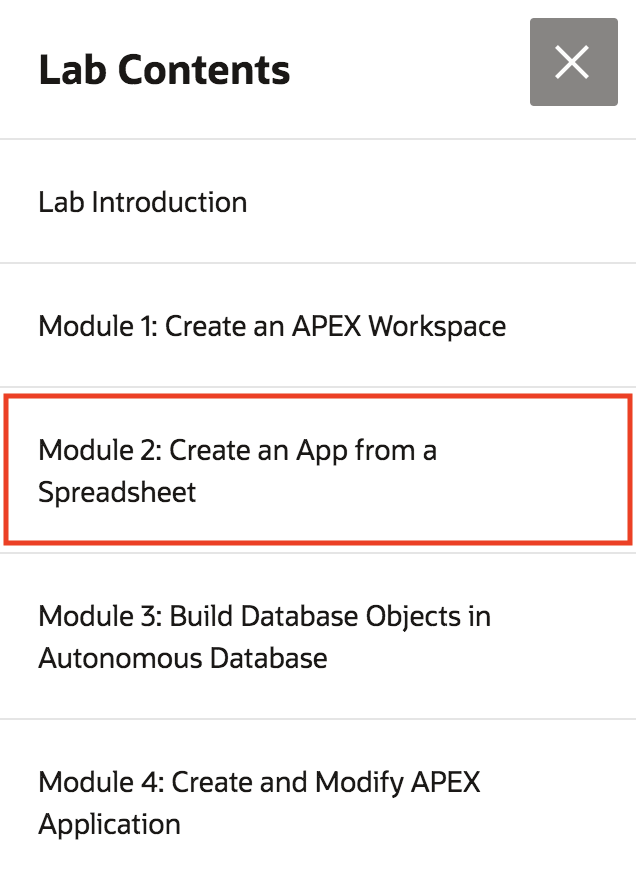 Lab Contents
Lab Introduction
Module 1: Create an APEX Workspace
Module 2: Create an App from a
Spreadsheet
Module 3: Build Database Objects in
Autonomous Database
Module 4: Create and Modify APEX
Application